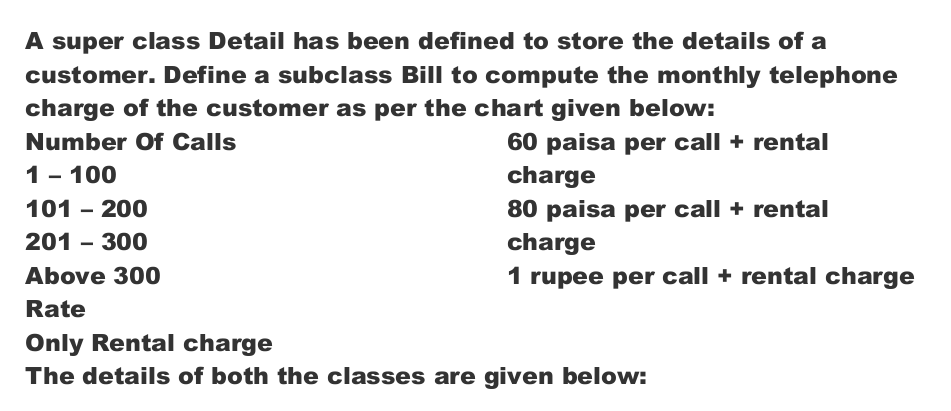 A super class Detail has been defined to store the details of a
customer. Define a subclass Bill to compute the monthly telephone
charge of the customer as per the chart given below:
Number Of Calls
1 – 100
101 – 200
201 – 300
Above 300
Rate
Only Rental charge
60 paisa per call + rental
charge
80 paisa per call + rental
charge
1 rupee per call + rental charge
The details of both the classes are given below: